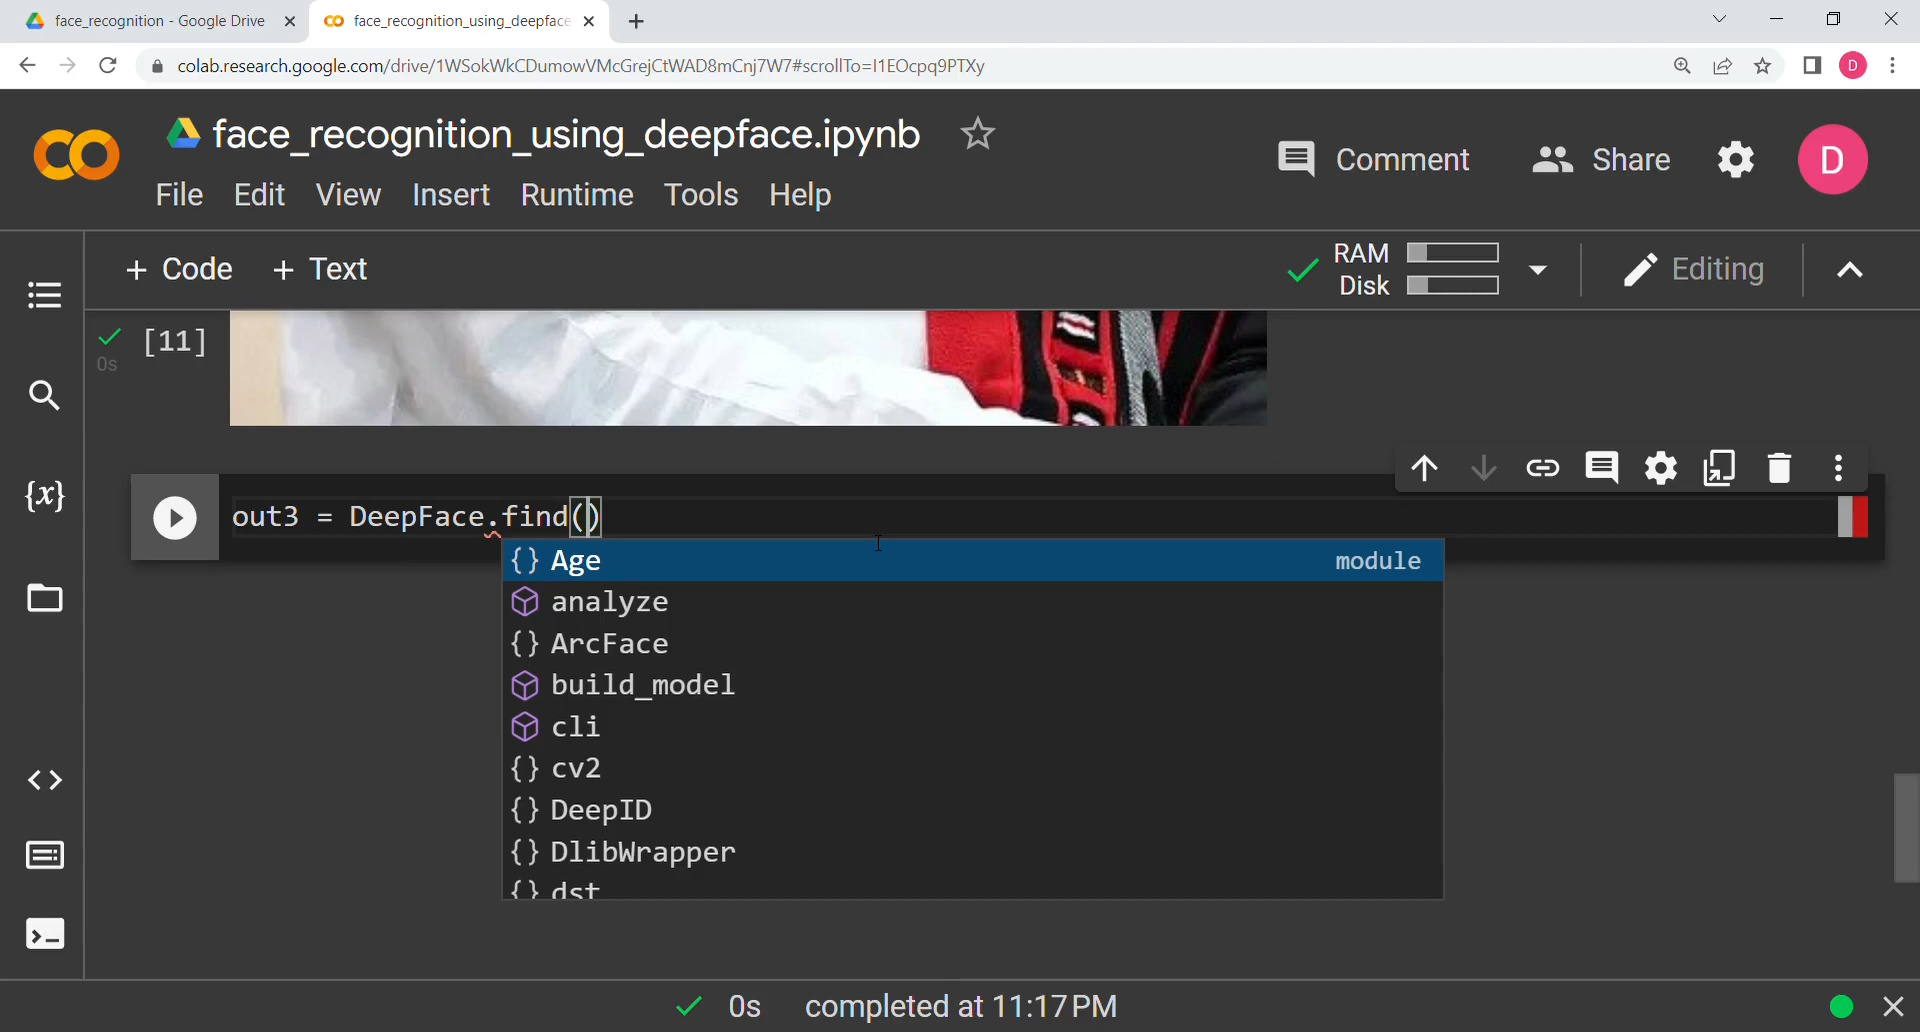 face_recognition - Google Drive
face_recognition_using_deepface
colab.research.google.com/drive/1WSokWkCDumowVMcGrejCtWAD8mCnj7W7#scrollTo=I1EOcpq9PTXy
D
face_recognition_using_deepface.ipynb
Comment
Share
D
File Edit View Insert Runtime Tools Help
+ Code + Text
RAM
Disk
Editing
[11]
0s
{x}
out3 = DeepFace.find()
{} Age module
analyze
{} ArcFace
build_model
cli
{} cv2
{} DeepID
{} DlibWrapper
{} dst
0s completed at 11:17 PM